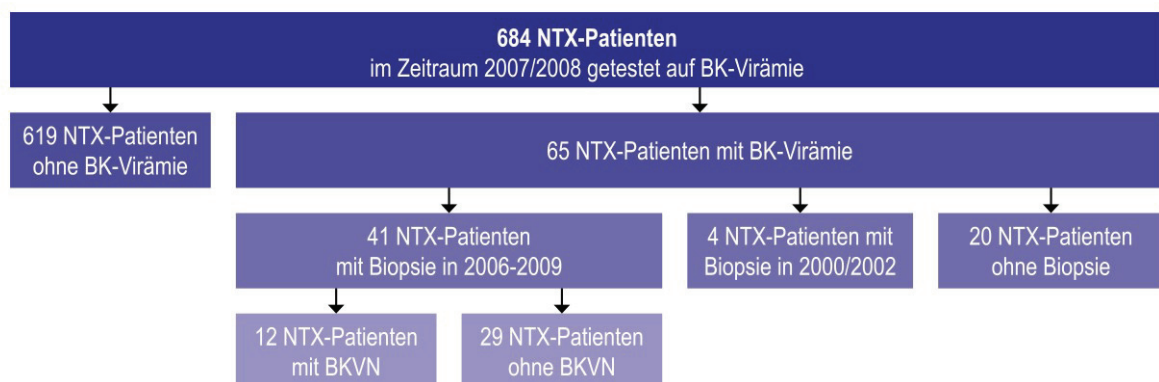 684 NTX-Patienten
im Zeitraum 2007/2008 getestet auf BK-Virämie
619 NTX-Patienten
ohne BK-Virämie
65 NTX-Patienten mit BK-Virämie
41 NTX-Patienten
mit Biopsie in 2006-2009
4 NTX-Patienten mit
Biopsie in 2000/2002
20 NTX-Patienten
ohne Biopsie
12 NTX-Patienten
mit BKVN
29 NTX-Patienten
ohne BKVN